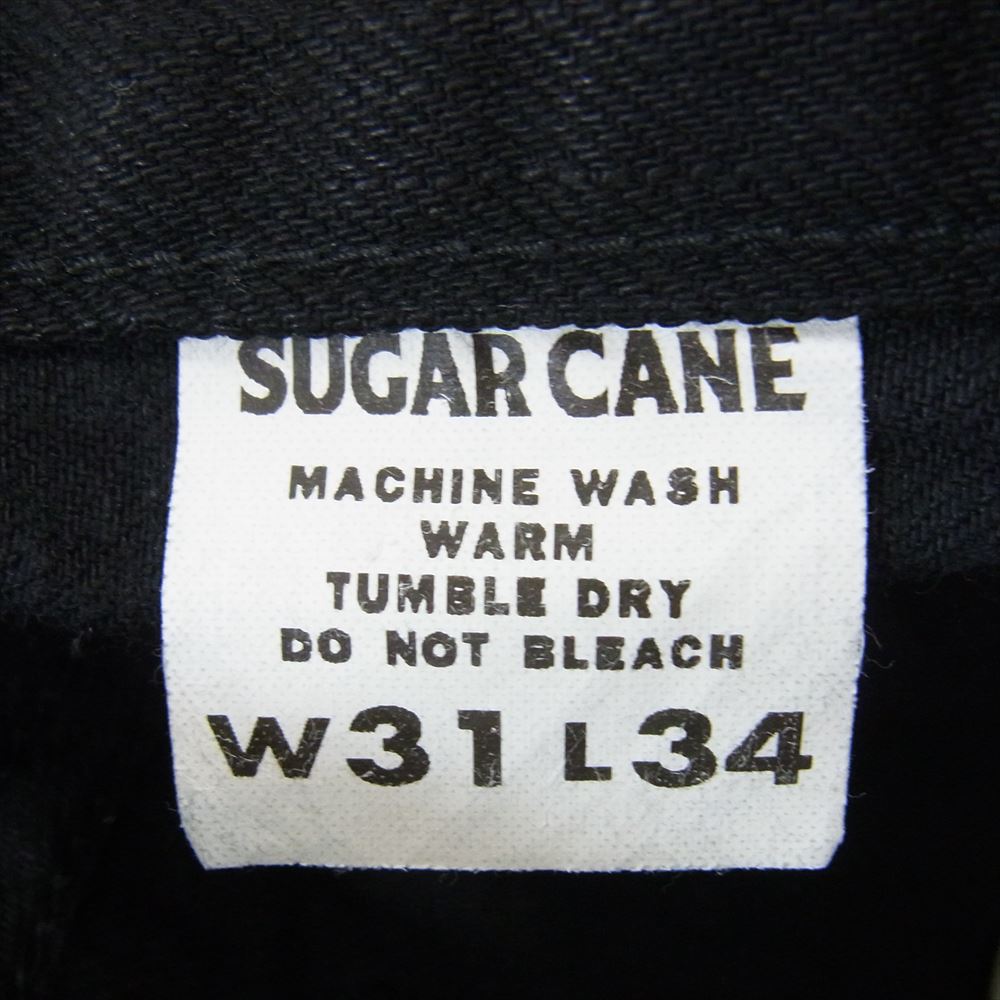 SUGAR CANE
MACHINE WASH
WARM
TUMBLE DRY
DO NOT BLEACH
W31 L34